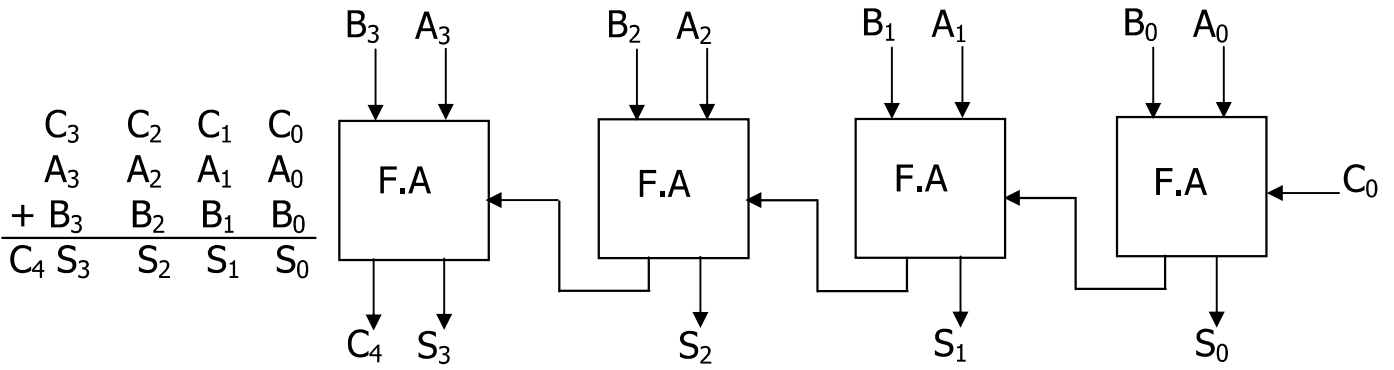 B₃ A₃ B₂ A₂ B₁ A₁ B₀ A₀
C₃ C₂ C₁ C₀
A₃ A₂ A₁ A₀
+ B₃ B₂ B₁ B₀
C₄ S₃ S₂ S₁ S₀
F.A F.A F.A F.A C₀
C₄ S₃ S₂ S₁ S₀